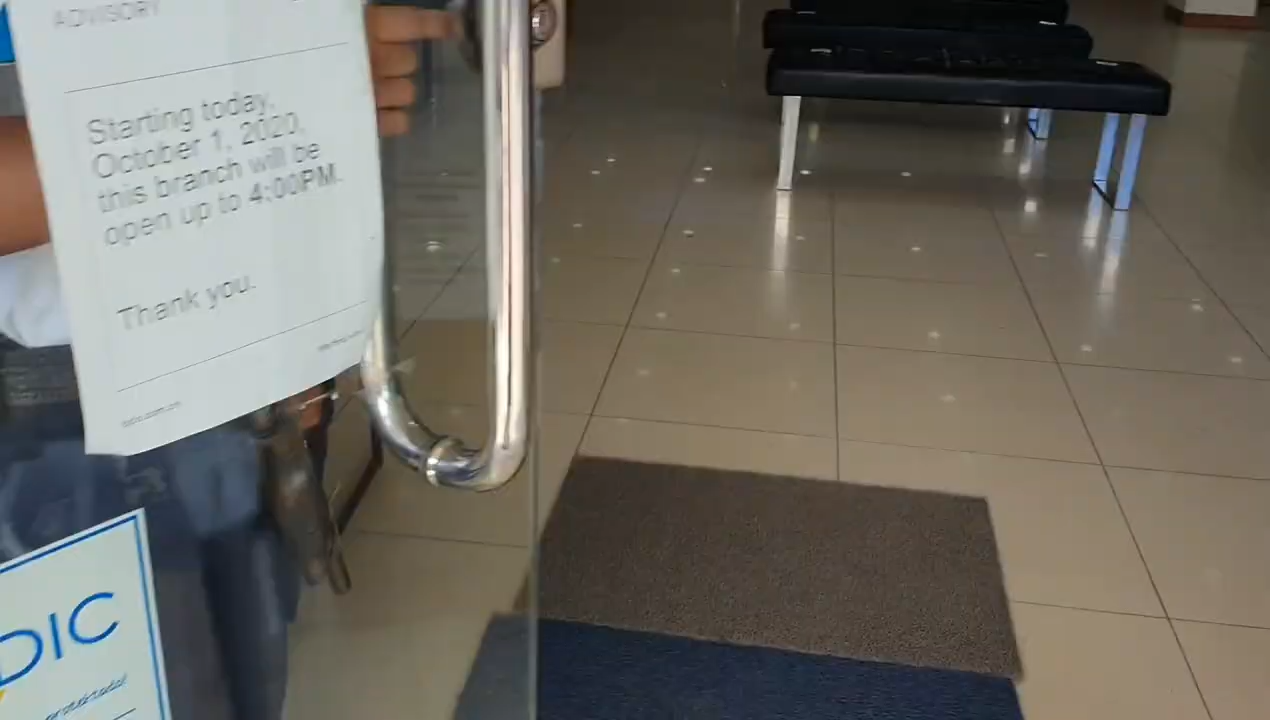 ADVISORY
Starting today,
October 1, 2020,
this branch will be
open up to 4:00PM.
Thank you.
DIC